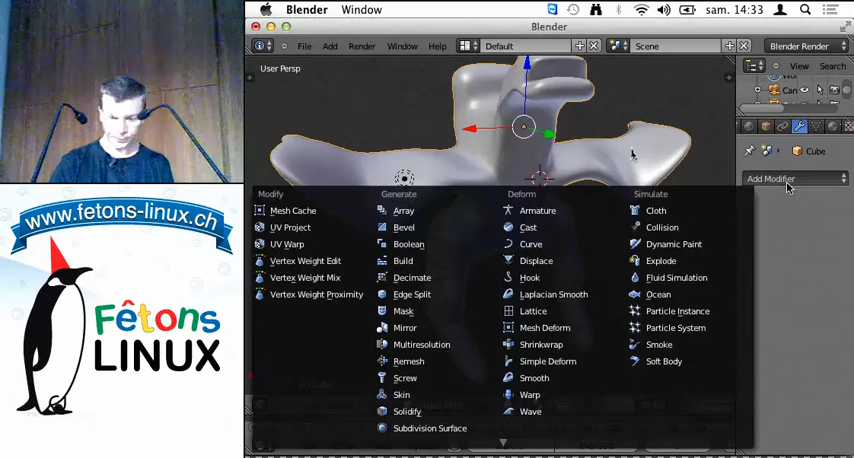 Blender Window
sam. 14:33
Blender
File Add Render Window Help
Default
Scene
Blender Render
User Persp
View Search
Cube
Add Modifier
Modify
Mesh Cache
UV Project
UV Warp
Vertex Weight Edit
Vertex Weight Mix
Vertex Weight Proximity
Generate
Array
Bevel
Boolean
Build
Decimate
Edge Split
Mask
Mirror
Multiresolution
Remesh
Screw
Skin
Solidify
Subdivision Surface
Deform
Armature
Cast
Curve
Displace
Hook
Laplacian Smooth
Lattice
Mesh Deform
Shrinkwrap
Simple Deform
Smooth
Warp
Wave
Simulate
Cloth
Collision
Dynamic Paint
Explode
Fluid Simulation
Ocean
Particle Instance
Particle System
Smoke
Soft Body
www.fetons-linux.ch
Fêtons
LINUX